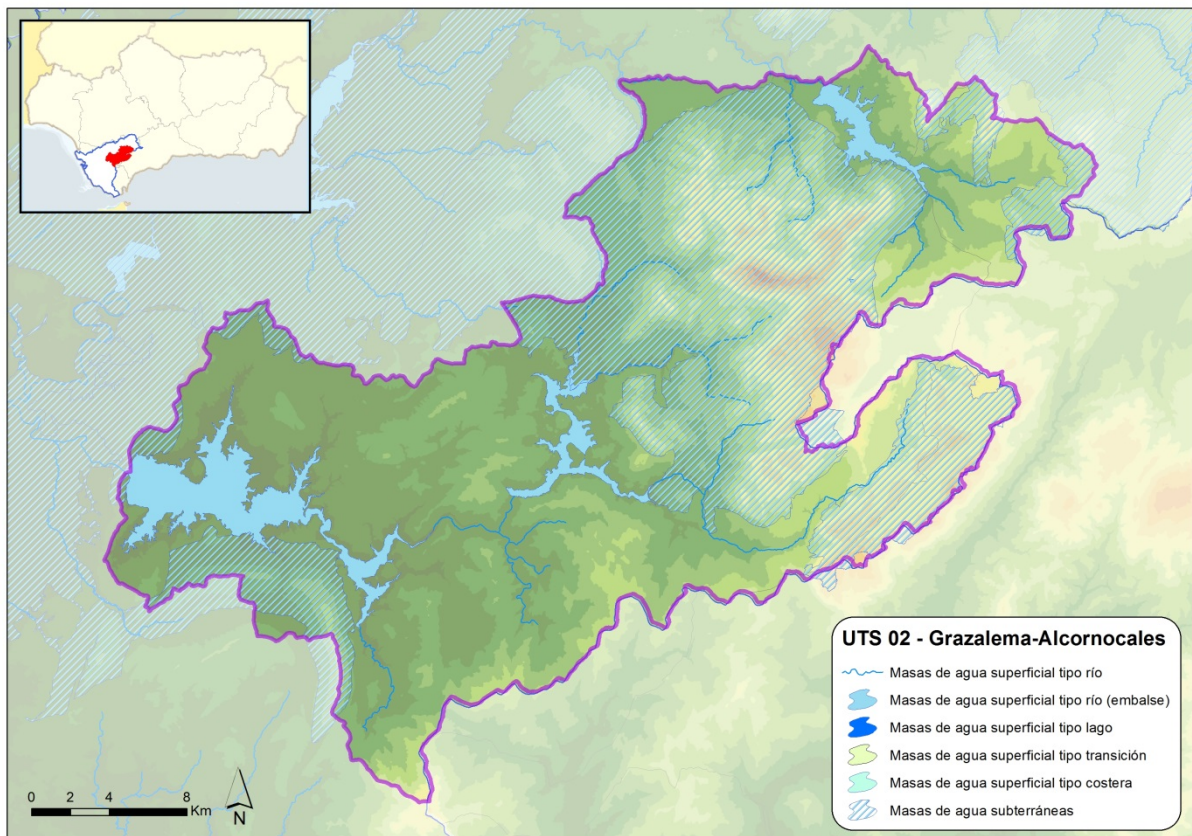 UTS 02 - Grazalema-Alcornocales
Masas de agua superficial tipo río
Masas de agua superficial tipo río (embalse)
Masas de agua superficial tipo lago
Masas de agua superficial tipo transición
Masas de agua superficial tipo costera
Masas de agua subterráneas
0 2 4 8
Km
N